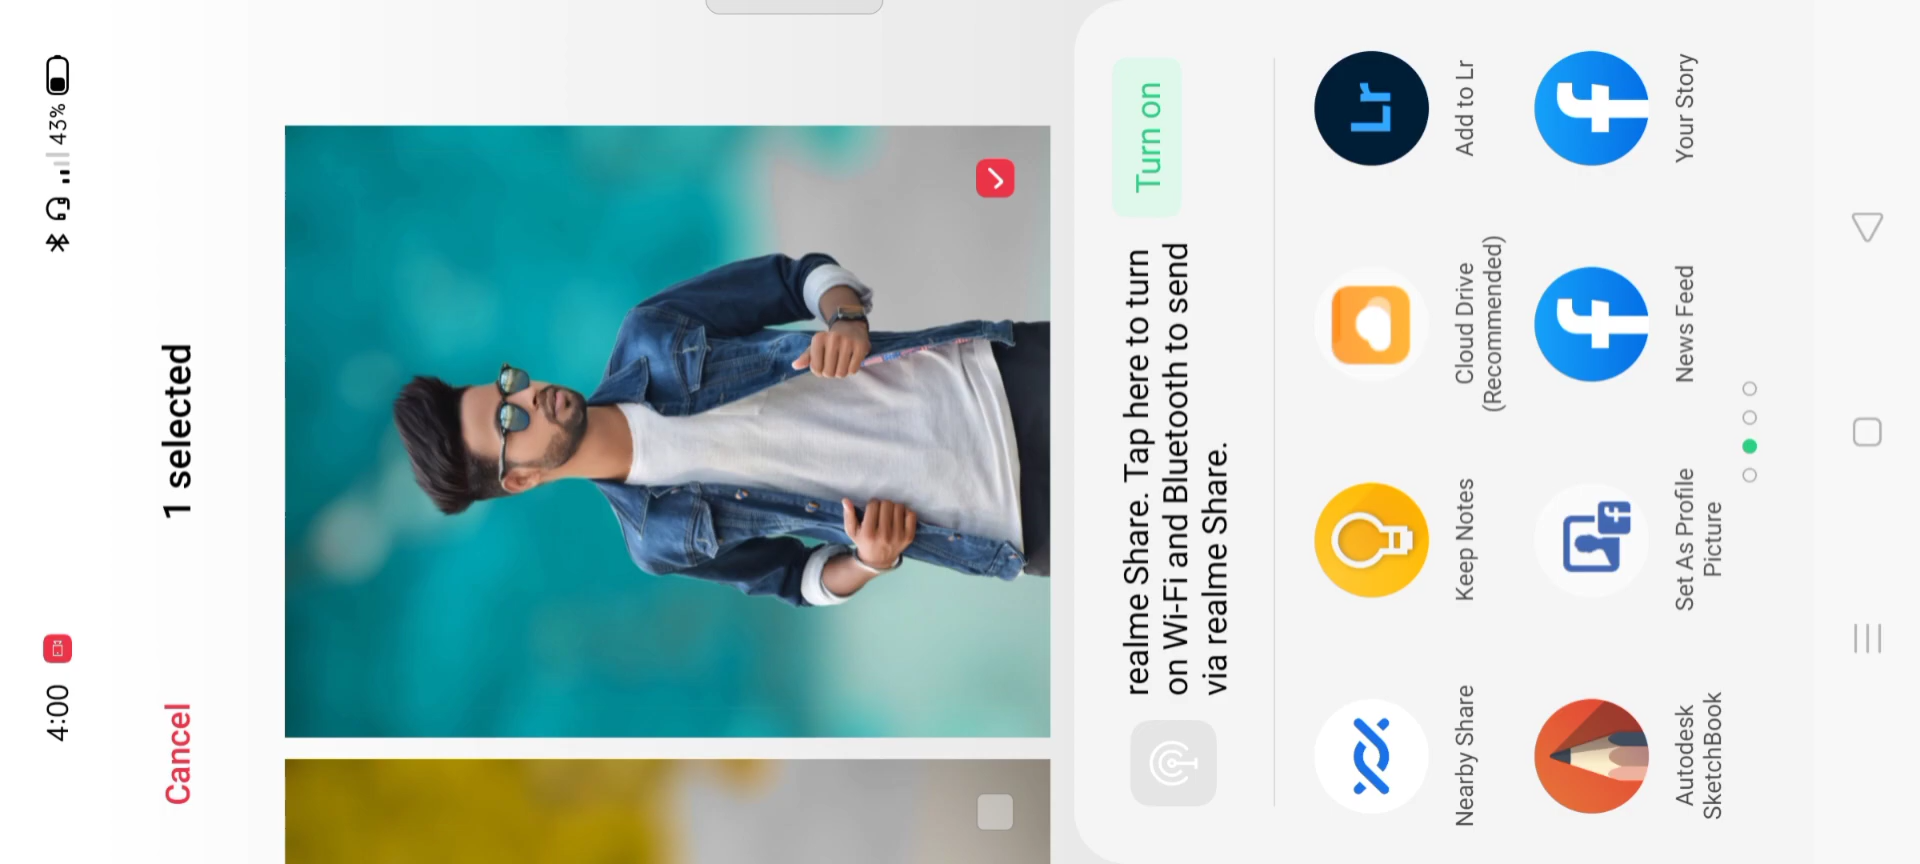 4:00
43%
Cancel
1 selected
realme Share. Tap here to turn
on Wi-Fi and Bluetooth to send
via realme Share.
Turn on
Nearby Share
Keep Notes
Cloud Drive
(Recommended)
Lr
Add to Lr
Autodesk
SketchBook
Set As Profile
Picture
News Feed
Your Story